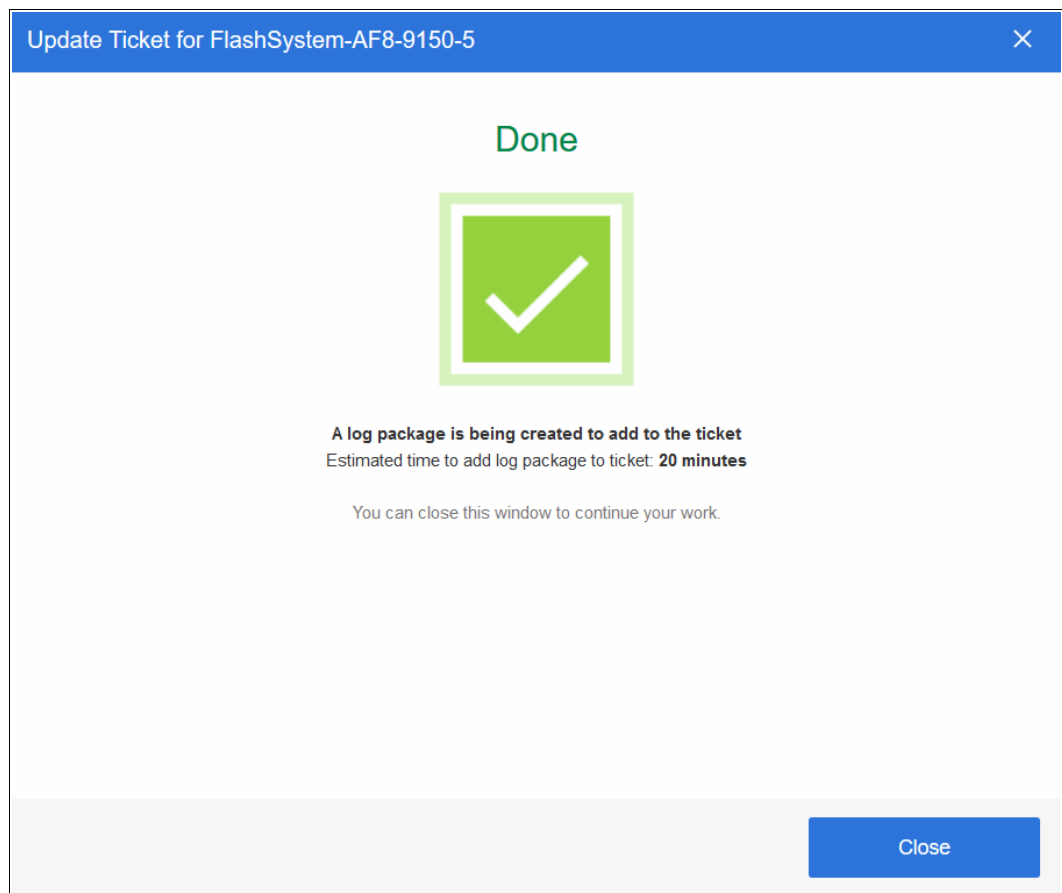 Update Ticket for FlashSystem-AF8-9150-5
Done
A log package is being created to add to the ticket
Estimated time to add log package to ticket: 20 minutes
You can close this window to continue your work.
Close